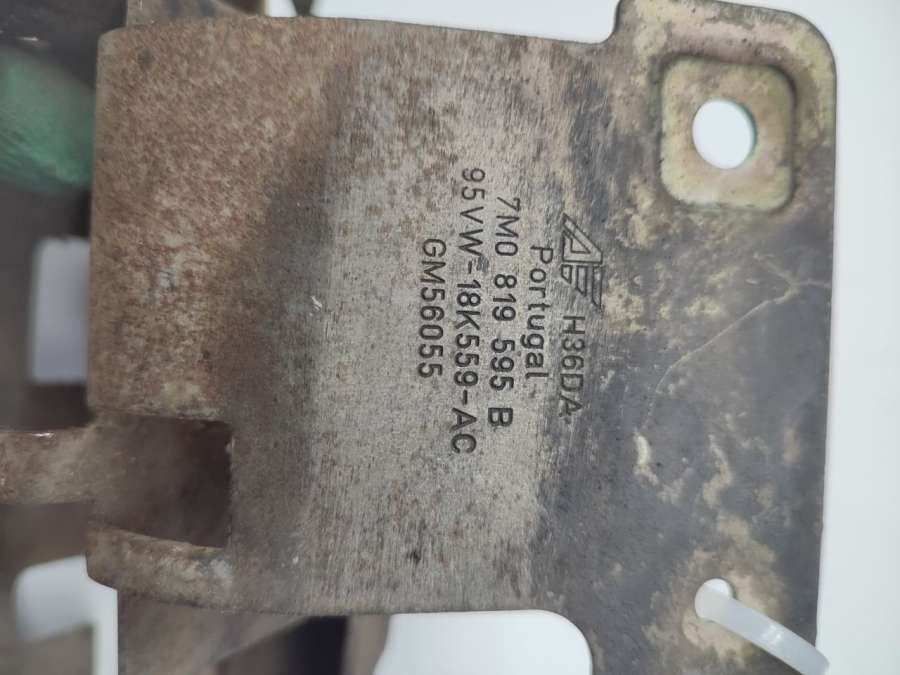 H36DA
Portugal
7M0 819 595 B
95VW-18K559-AC
GM56055